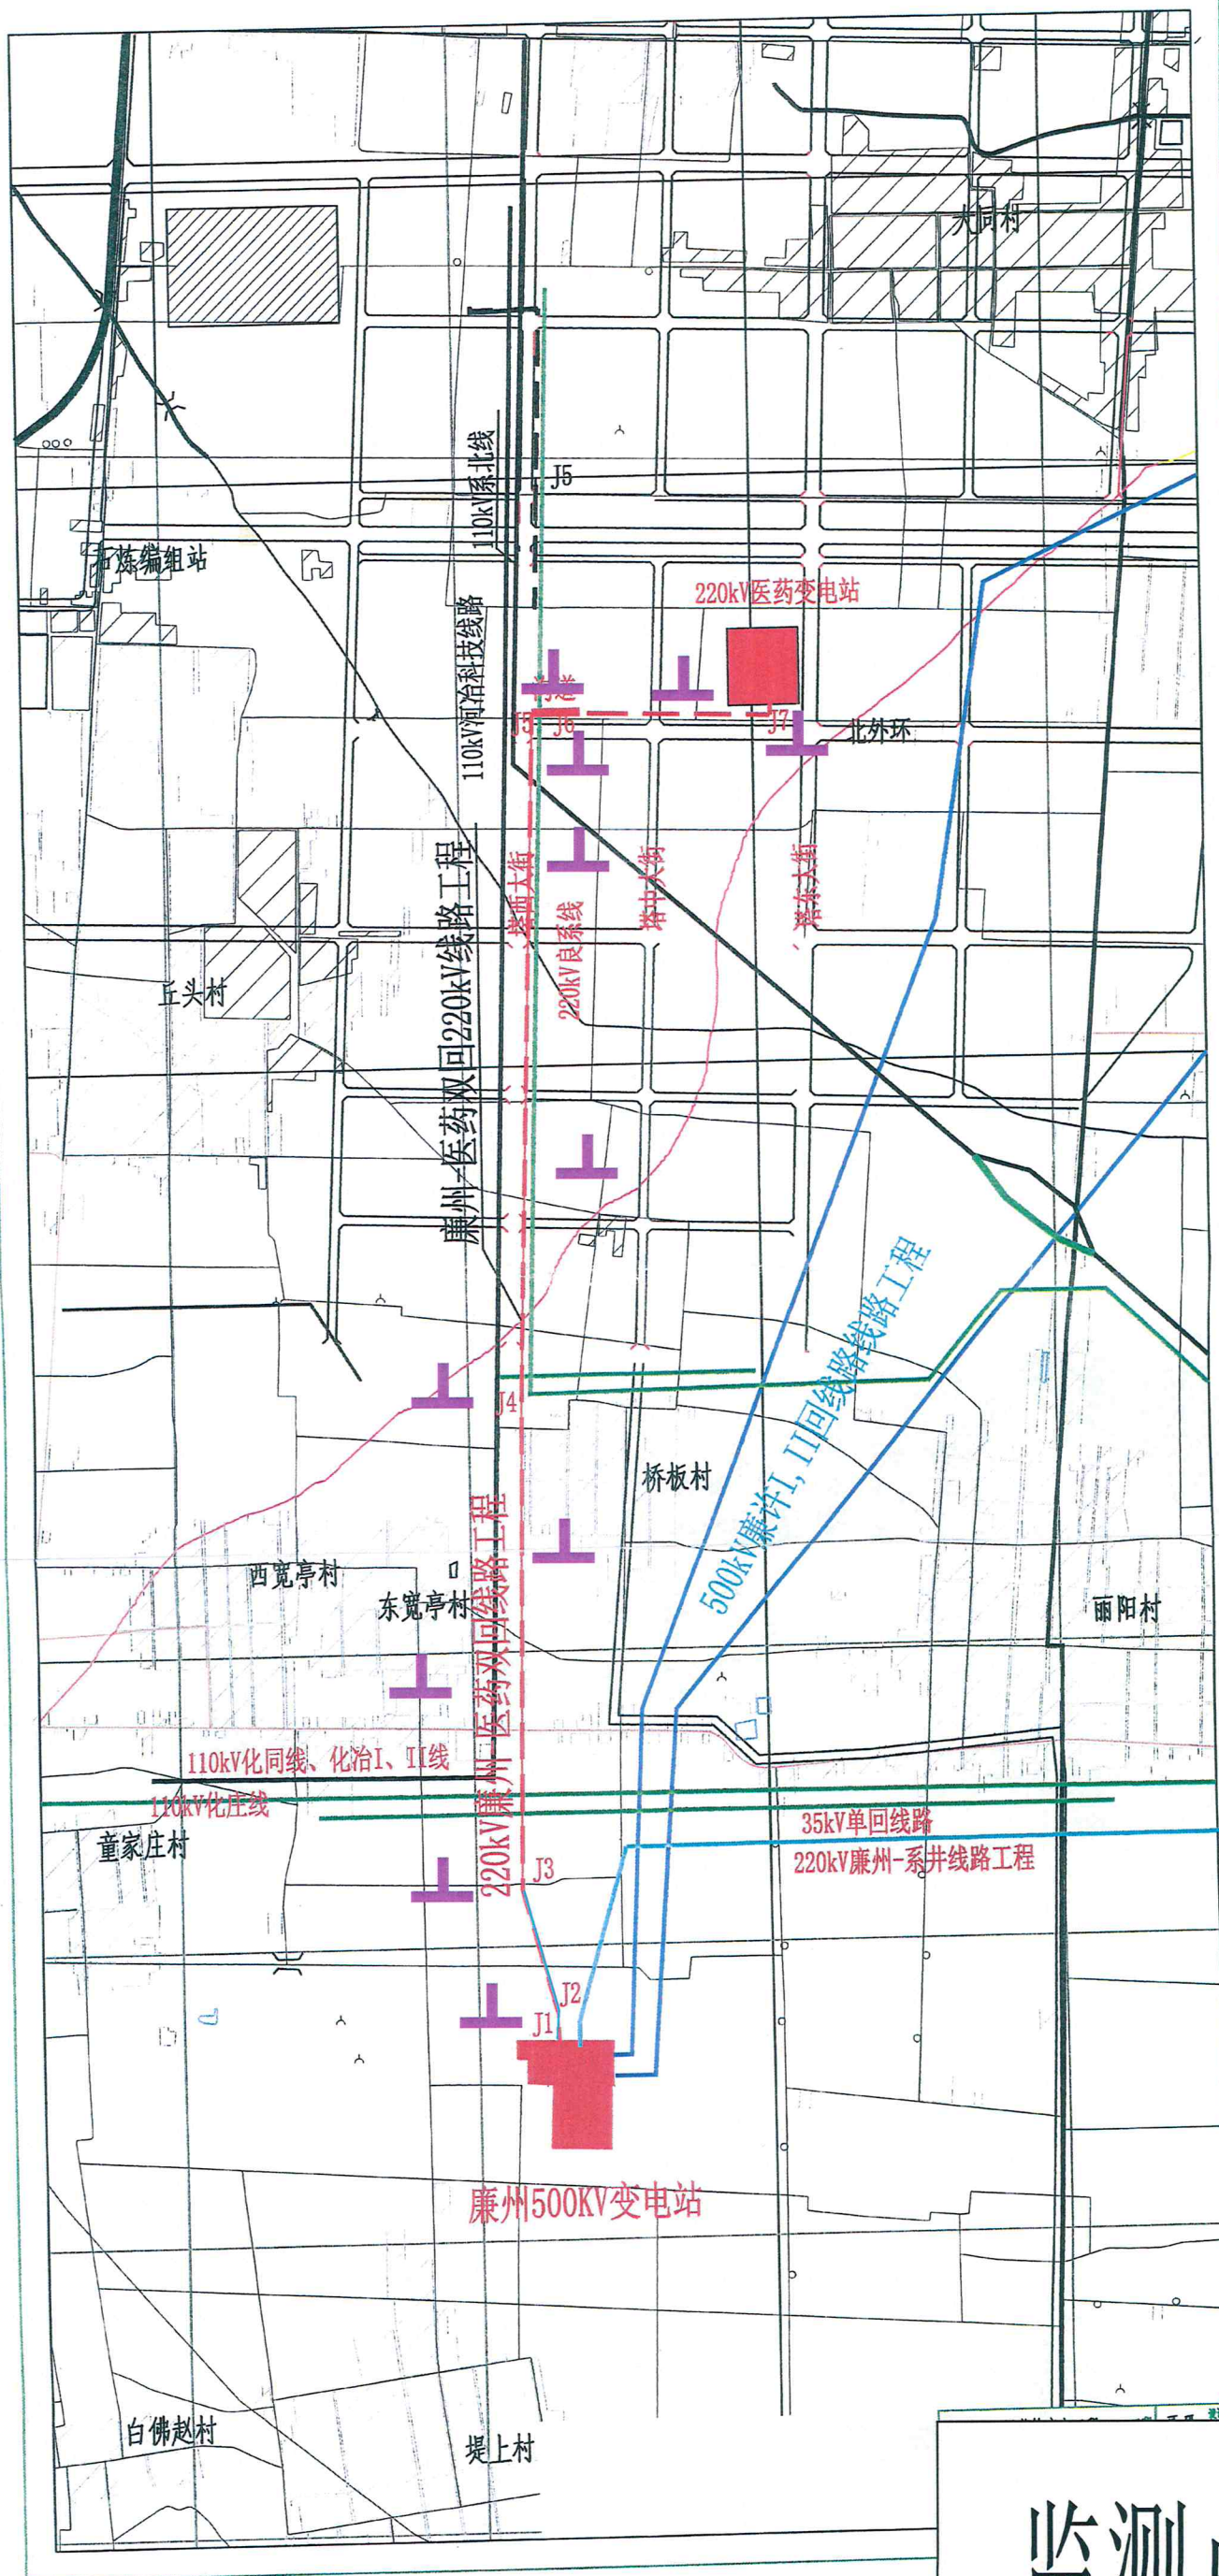 大同村
110kV系北线
J5
石炼编组站
220kV医药变电站
110kV河冶科技线路
J5
J6
J7
北外环
塔西大街
塔中大街
塔东大街
220kV良系线
廉州-医药双回220kV线路工程
丘头村
500kV廉许I, II回线路线路工程
J4
桥板村
西宽亭村
东宽亭村
丽阳村
220kV廉州-医药双回线路工程
110kV化同线、化冶I、II线
110kV化庄线
童家庄村
35kV单回线路
220kV廉州-系井线路工程
J3
J2
J1
廉州500KV变电站
白佛赵村
堤上村
监测